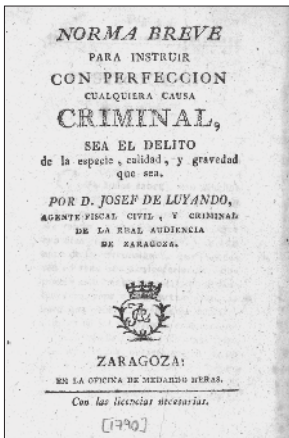 NORMA BREVE
PARA INSTRUIR
CON PERFECCION
CUALQUIERA CAUSA
CRIMINAL,
SEA EL DELITO
de la especie, calidad, y gravedad
que sea.
POR D. JOSEF DE LUYANDO,
AGENTE FISCAL CIVIL, Y CRIMINAL
DE LA REAL AUDIENCIA
DE ZARAGOZA.
ZARAGOZA:
EN LA OFICINA DE MEDARDO HERAS.
Con las licencias necesarias.
[1790]